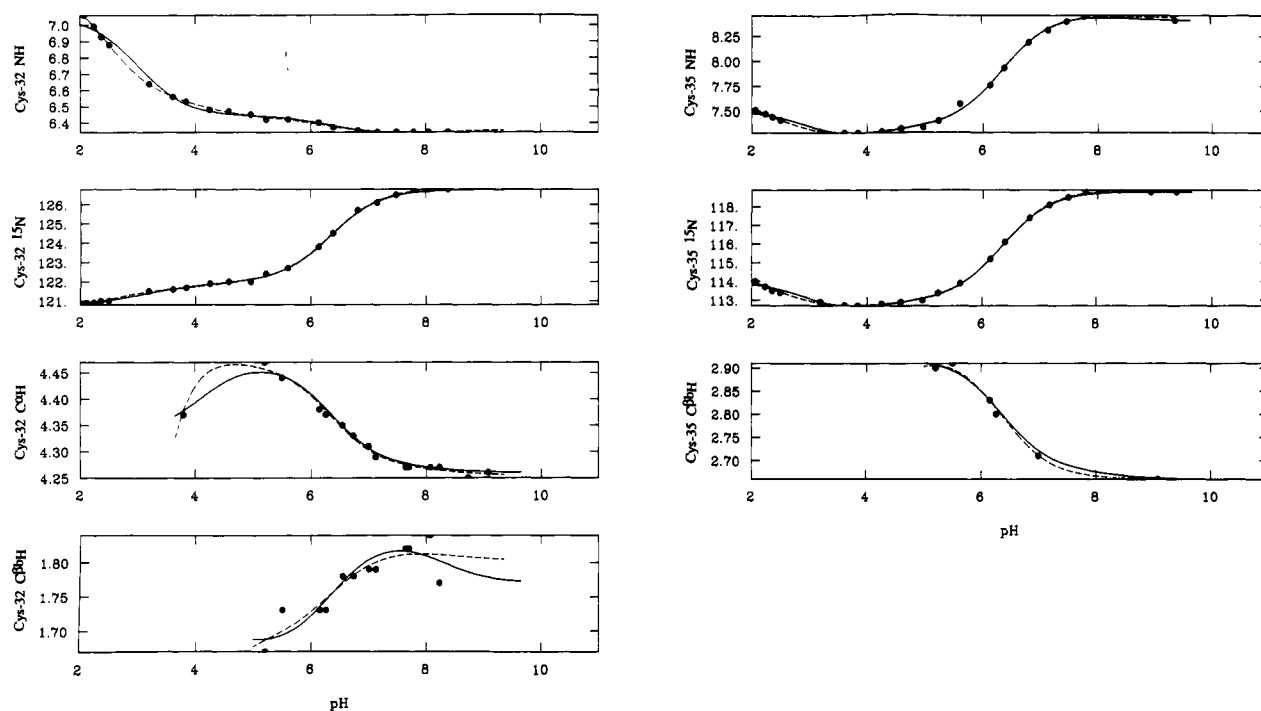 Cys-32 NH
7.0
6.9
6.8
6.7
6.6
6.5
6.4
2 4 6 8 10
Cys-32 15N
126.
125.
124.
123.
122.
121.
2 4 6 8 10
Cys-32 CαH
4.45
4.40
4.35
4.30
4.25
2 4 6 8 10
Cys-32 CβbH
1.80
1.75
1.70
2 4 6 8 10
pH
Cys-35 NH
8.25
8.00
7.75
7.50
2 4 6 8 10
Cys-35 15N
118.
117.
116.
115.
114.
113.
2 4 6 8 10
Cys-35 CβbH
2.90
2.85
2.80
2.75
2.70
2 4 6 8 10
pH